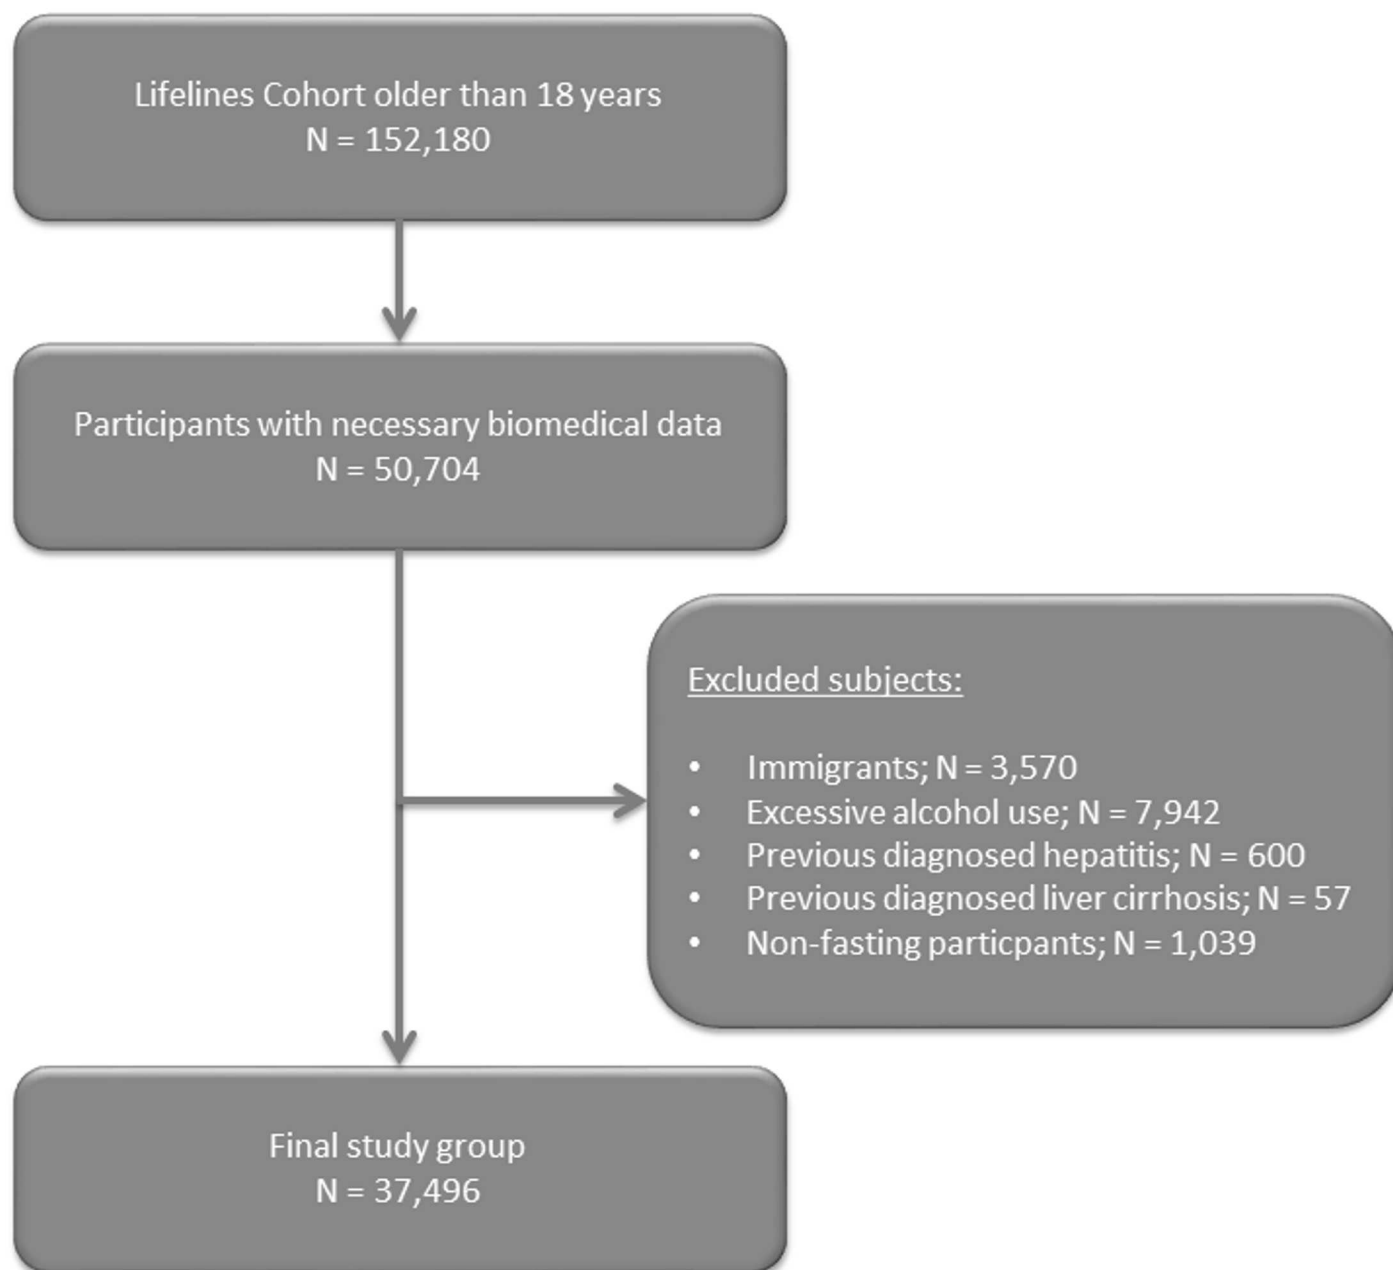 Lifelines Cohort older than 18 years
N = 152,180
Participants with necessary biomedical data
N = 50,704
Excluded subjects:
• Immigrants; N = 3,570
• Excessive alcohol use; N = 7,942
• Previous diagnosed hepatitis; N = 600
• Previous diagnosed liver cirrhosis; N = 57
• Non-fasting particpants; N = 1,039
Final study group
N = 37,496